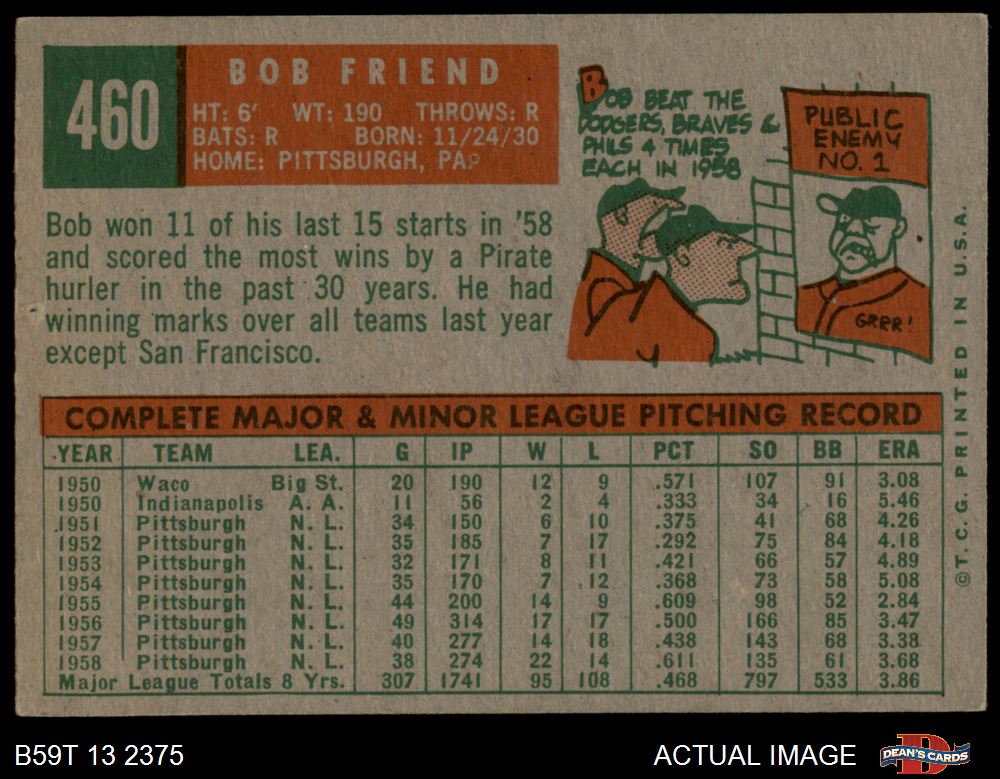 460
BOB FRIEND
HT: 6' WT: 190 THROWS: R
BATS: R BORN: 11/24/30
HOME: PITTSBURGH, PA.
BOB BEAT THE
DODGERS, BRAVES &
PHILS 4 TIMES
EACH IN 1958
PUBLIC
ENEMY
NO. 1
GRRR!
Bob won 11 of his last 15 starts in '58
and scored the most wins by a Pirate
hurler in the past 30 years. He had
winning marks over all teams last year
except San Francisco.
COMPLETE MAJOR & MINOR LEAGUE PITCHING RECORD
YEAR TEAM LEA. G IP W L PCT SO BB ERA
1950 Waco Big St. 20 190 12 9 .571 107 91 3.08
1950 Indianapolis A. A. 11 56 2 4 .333 34 16 5.46
1951 Pittsburgh N. L. 34 150 6 10 .375 41 68 4.26
1952 Pittsburgh N. L. 35 185 7 17 .292 75 84 4.18
1953 Pittsburgh N. L. 32 171 8 11 .421 66 57 4.89
1954 Pittsburgh N. L. 35 170 7 12 .368 73 58 5.08
1955 Pittsburgh N. L. 44 200 14 9 .609 98 52 2.84
1956 Pittsburgh N. L. 49 314 17 17 .500 166 85 3.47
1957 Pittsburgh N. L. 40 277 14 18 .438 143 68 3.38
1958 Pittsburgh N. L. 38 274 22 14 .611 135 61 3.68
Major League Totals 8 Yrs. 307 1741 95 108 .468 797 533 3.86
©T. C. G. PRINTED IN U.S.A.
B59T 13 2375
ACTUAL IMAGE
DEAN'S CARDS